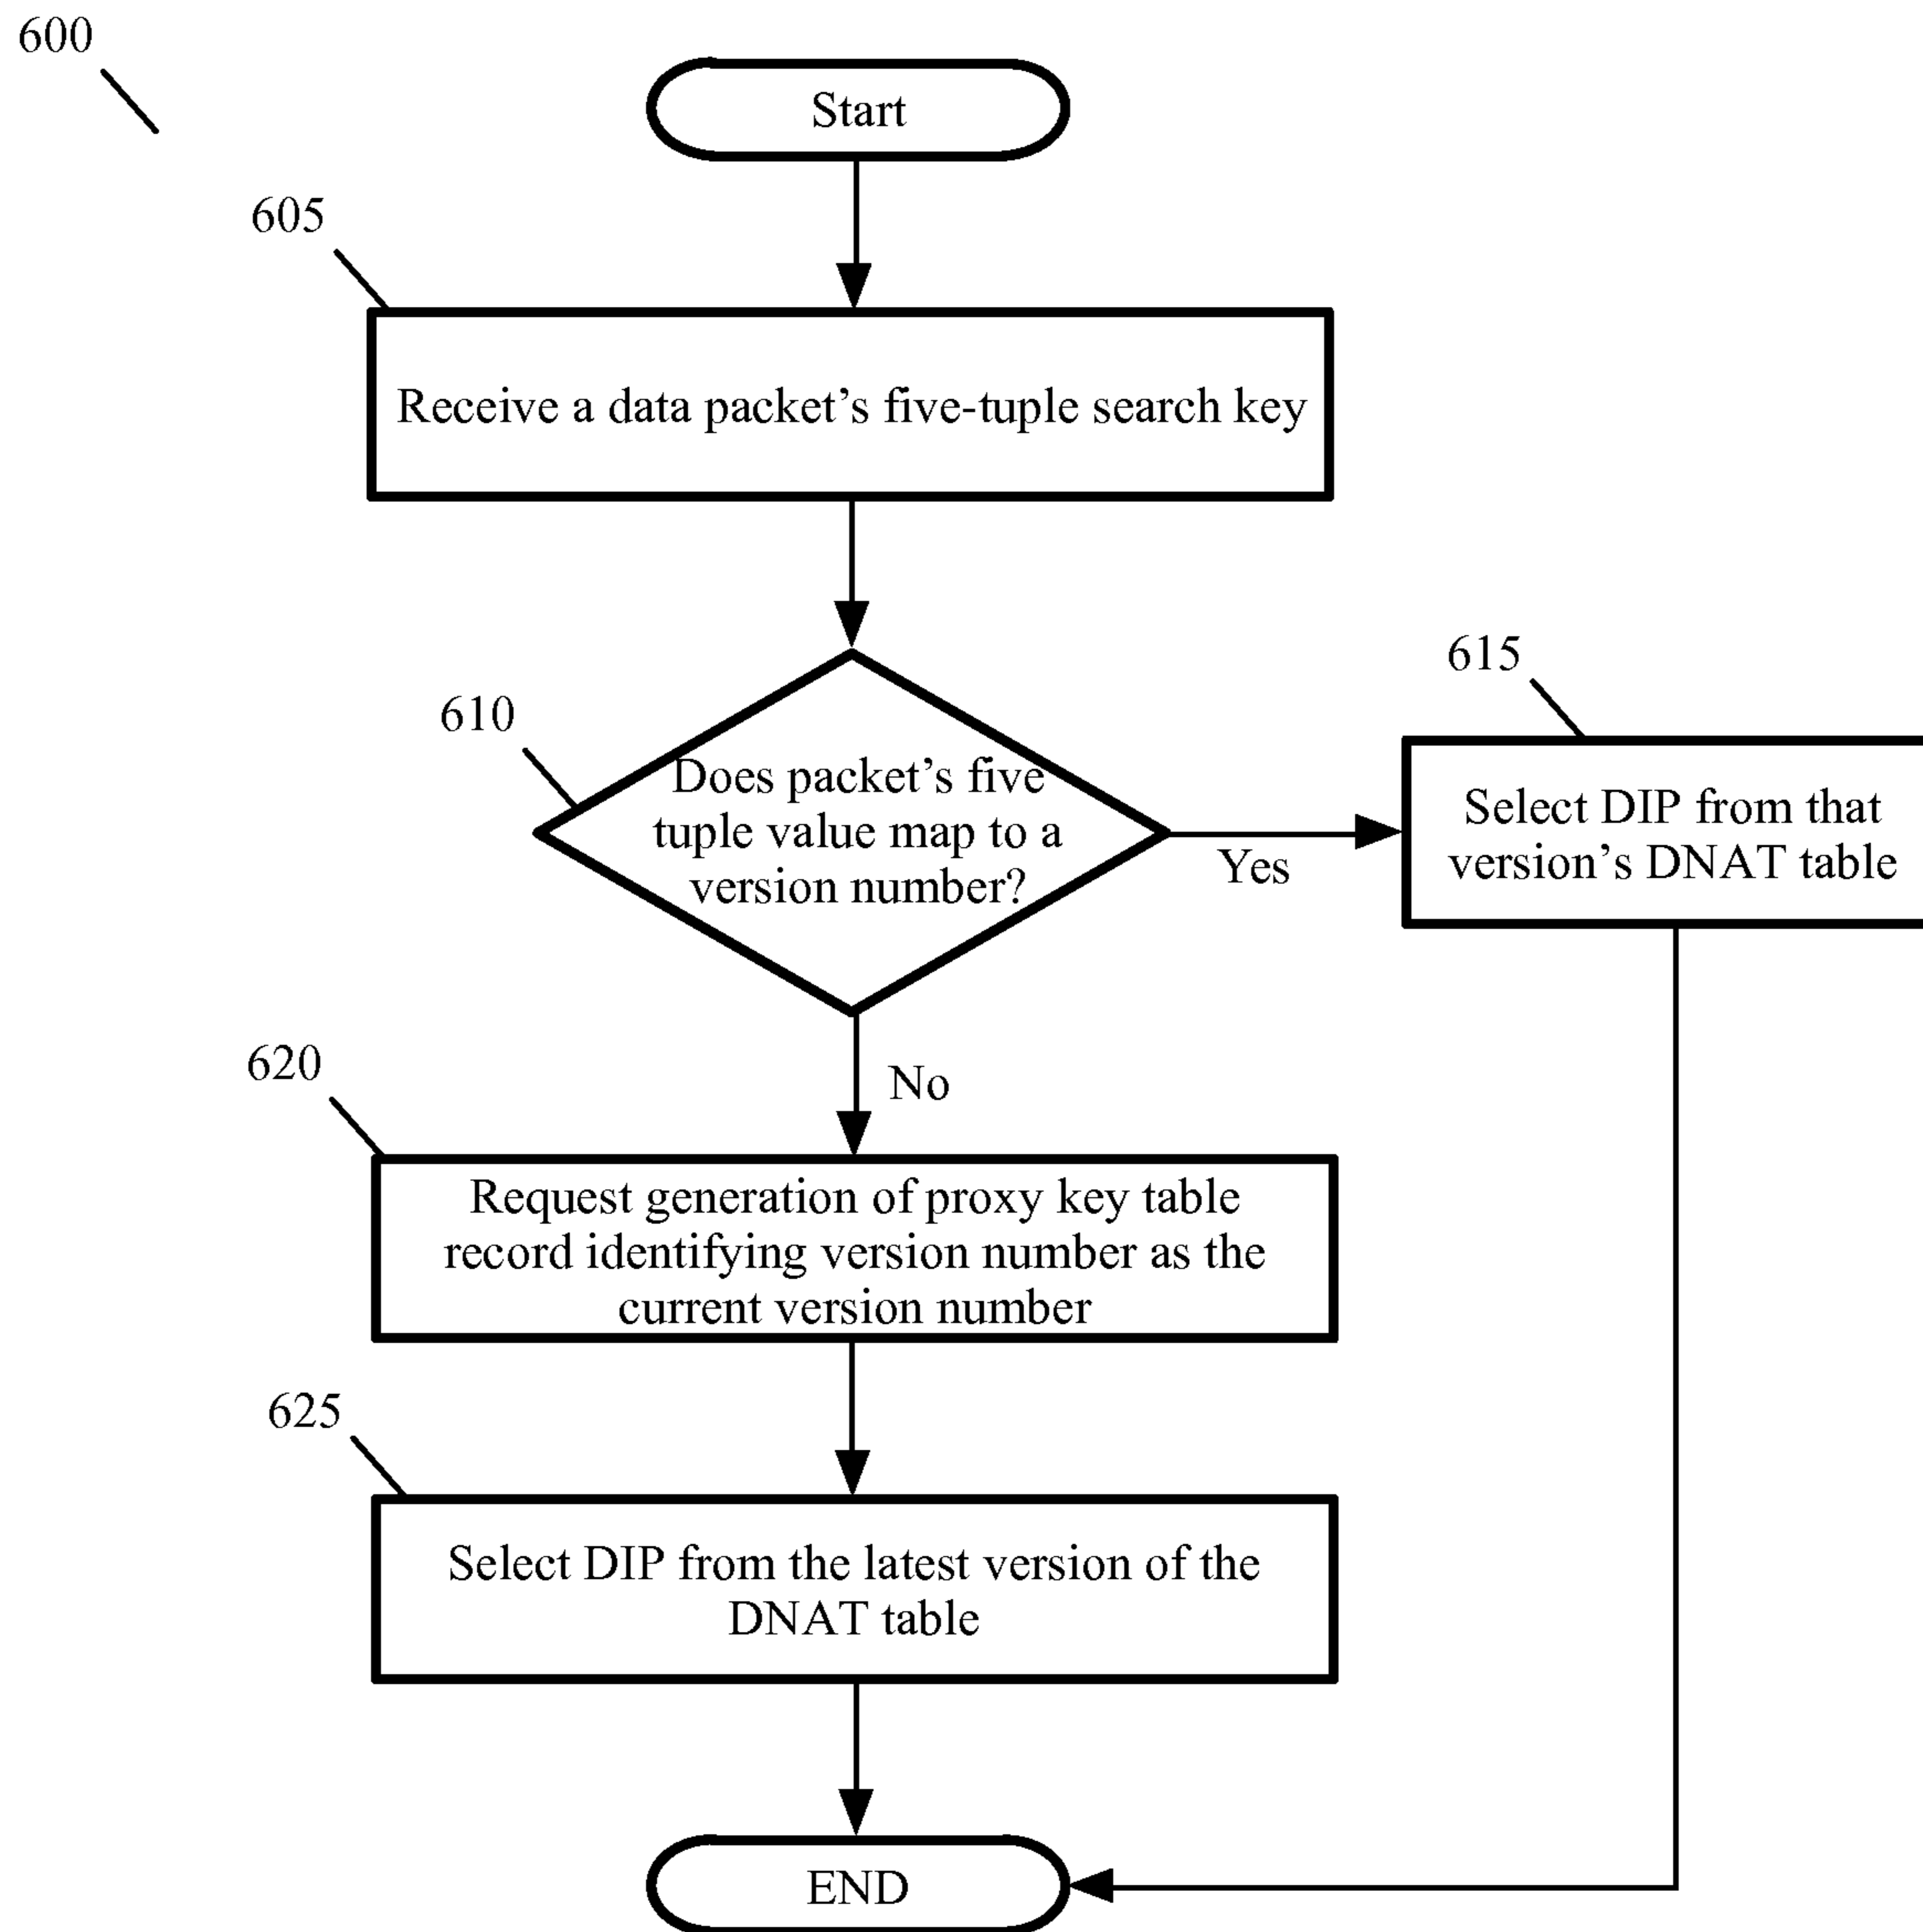 600
Start
605
Receive a data packet’s five-tuple search key
610
Does packet’s five
tuple value map to a
version number?
Yes
615
Select DIP from that
version’s DNAT table
No
620
Request generation of proxy key table
record identifying version number as the
current version number
625
Select DIP from the latest version of the
DNAT table
END